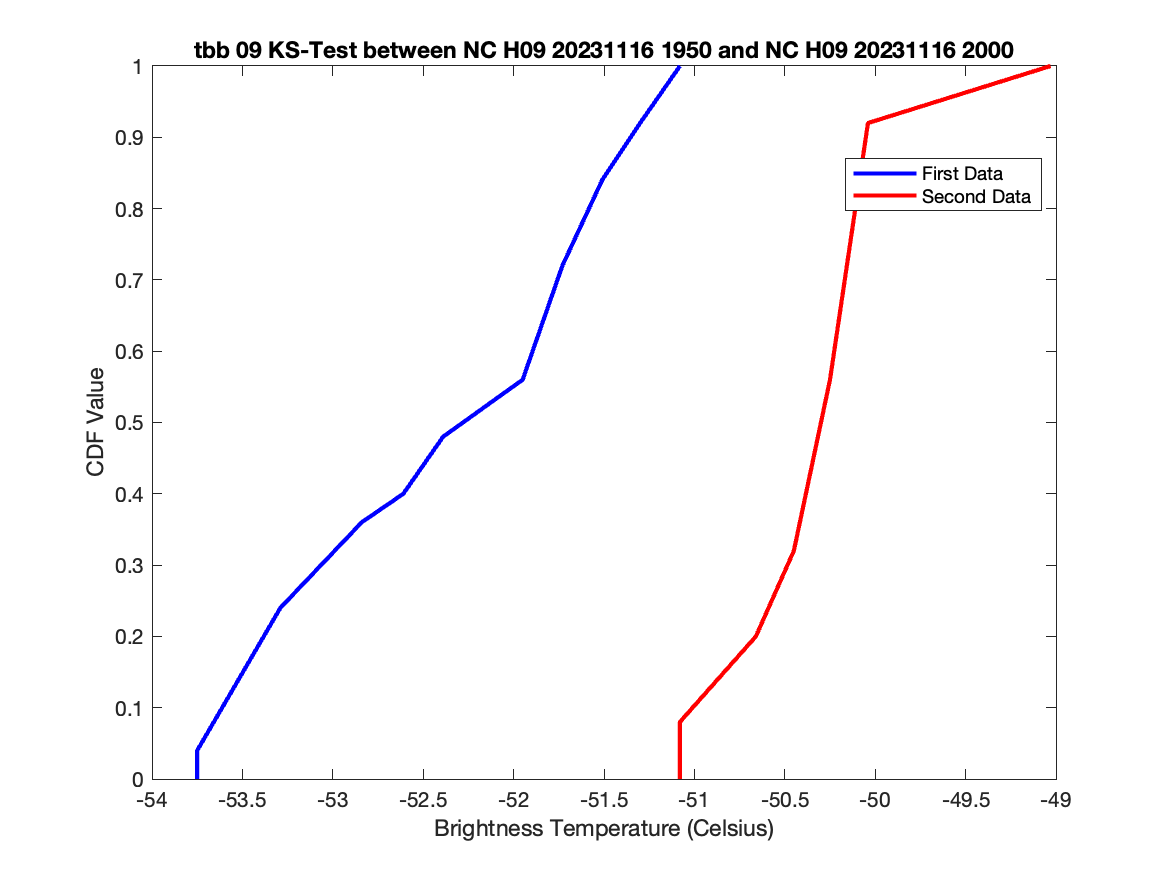 tbb 09 KS-Test between NC H09 20231116 1950 and NC H09 20231116 2000
1
0.9
0.8
0.7
0.6
0.5
0.4
0.3
0.2
0.1
0
CDF Value
First Data
Second Data
-54 -53.5 -53 -52.5 -52 -51.5 -51 -50.5 -50 -49.5 -49
Brightness Temperature (Celsius)